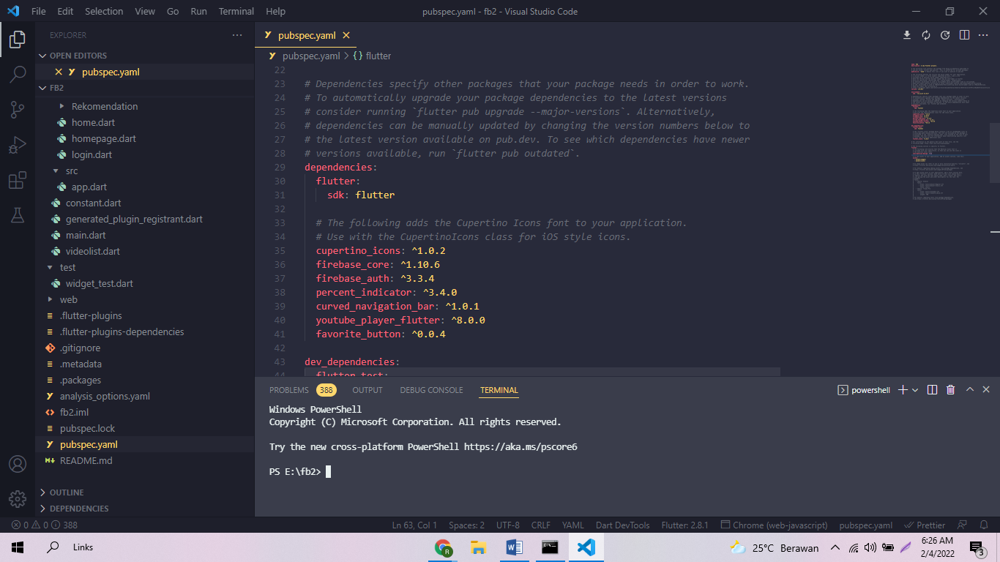 File Edit Selection View Go Run Terminal Help
pubspec.yaml - fb2 - Visual Studio Code
EXPLORER
OPEN EDITORS
pubspec.yaml
FB2
Rekomendation
home.dart
homepage.dart
login.dart
src
app.dart
constant.dart
generated_plugin_registrant.dart
main.dart
videolist.dart
test
widget_test.dart
web
.flutter-plugins
.flutter-plugins-dependencies
.gitignore
.metadata
.packages
analysis_options.yaml
fb2.iml
pubspec.lock
pubspec.yaml
README.md
OUTLINE
DEPENDENCIES
pubspec.yaml
pubspec.yaml > {} flutter
22
23 # Dependencies specify other packages that your package needs in order to work.
24 # To automatically upgrade your package dependencies to the latest versions
25 # consider running `flutter pub upgrade --major-versions`. Alternatively,
26 # dependencies can be manually updated by changing the version numbers below to
27 # the latest version available on pub.dev. To see which dependencies have newer
28 # versions available, run `flutter pub outdated`.
29 dependencies:
30 flutter:
31 sdk: flutter
32
33 # The following adds the Cupertino Icons font to your application.
34 # Use with the CupertinoIcons class for iOS style icons.
35 cupertino_icons: ^1.0.2
36 firebase_core: ^1.10.6
37 firebase_auth: ^3.3.4
38 percent_indicator: ^3.4.0
39 curved_navigation_bar: ^1.0.1
40 youtube_player_flutter: ^8.0.0
41 favorite_button: ^0.0.4
42
43 dev_dependencies:
44 flutter_test:
PROBLEMS 388 OUTPUT DEBUG CONSOLE TERMINAL
powershell
Windows PowerShell
Copyright (C) Microsoft Corporation. All rights reserved.
Try the new cross-platform PowerShell https://aka.ms/pscore6
PS E:\fb2>
0 0 388
Ln 63, Col 1 Spaces: 2 UTF-8 CRLF YAML Dart DevTools Flutter: 2.8.1 Chrome (web-javascript) pubspec.yaml Prettier
Links
R
25°C Berawan
6:26 AM
2/4/2022
3